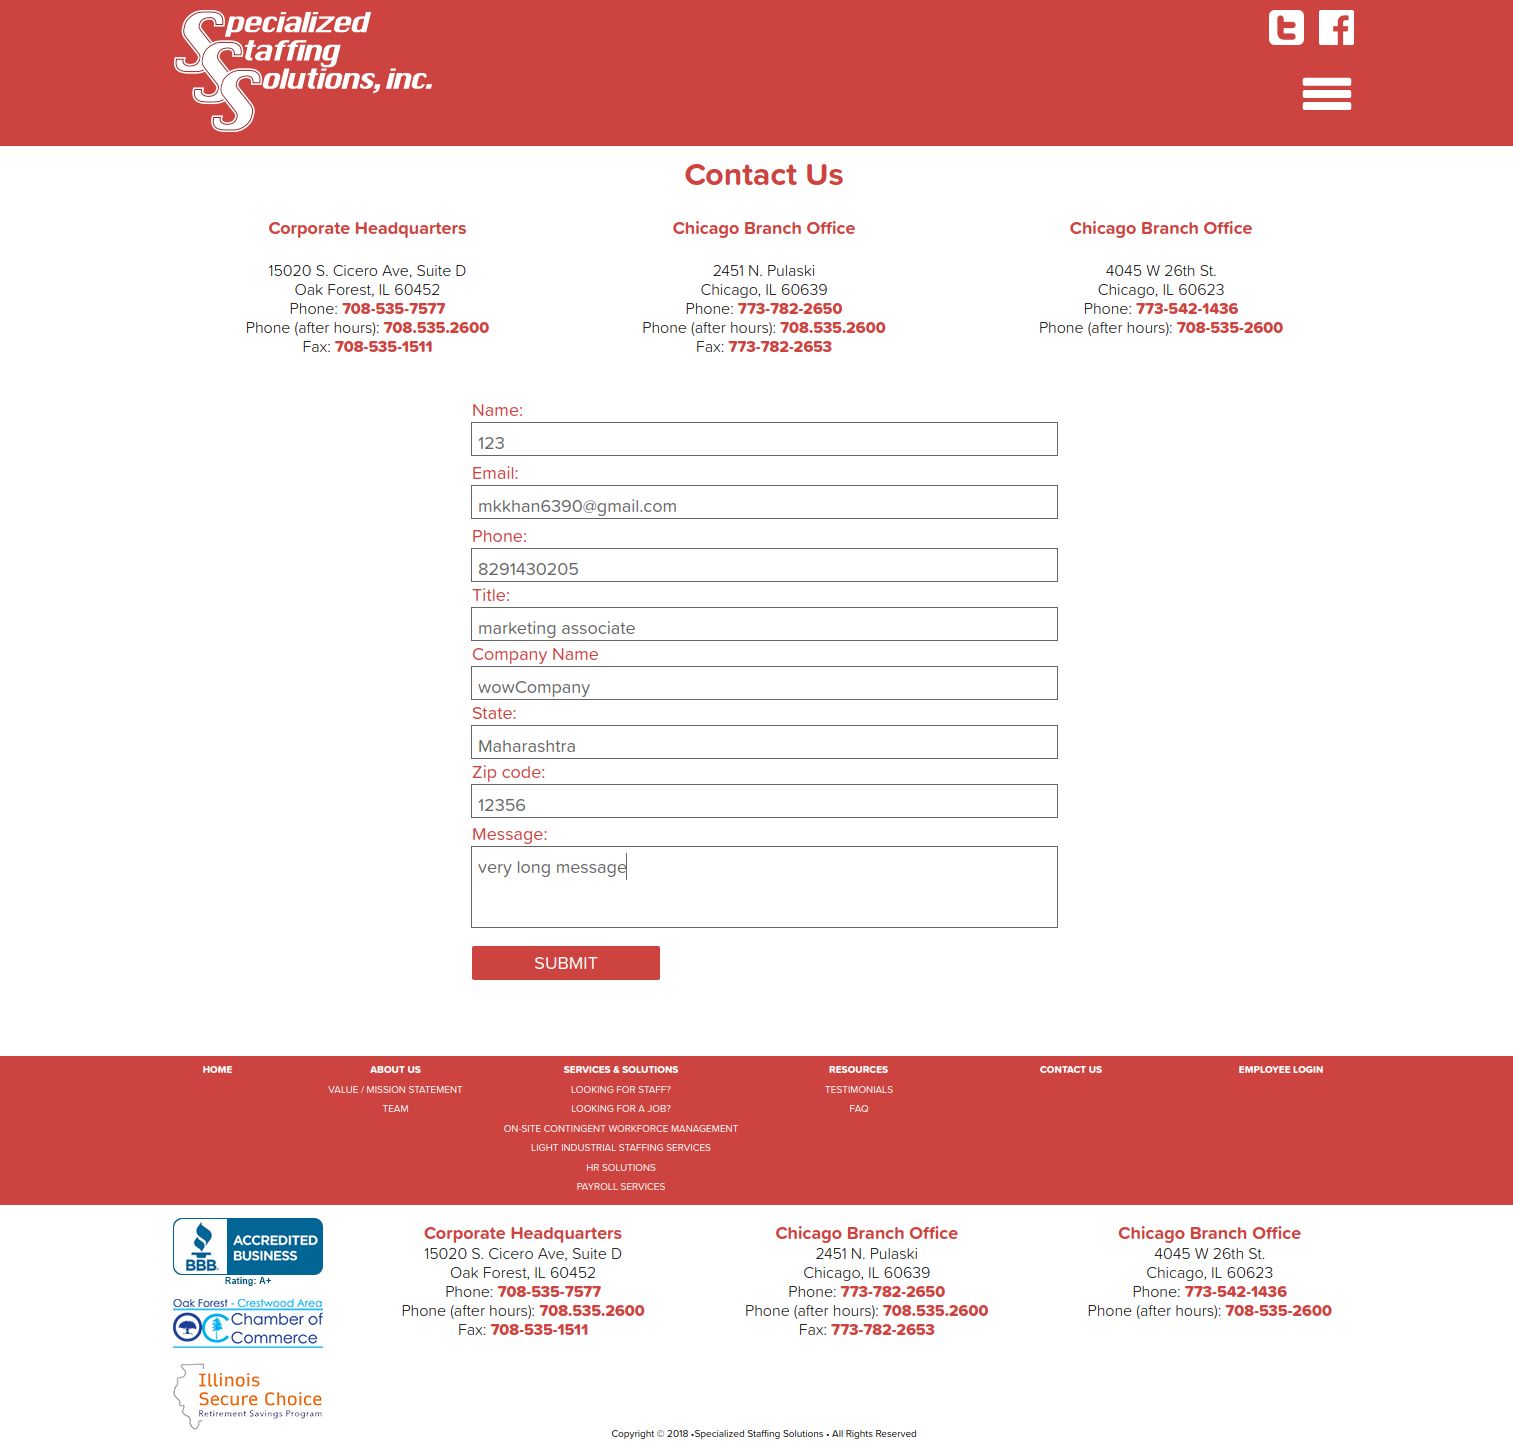 Specialized
Staffing
Solutions, inc.
Contact Us
Corporate Headquarters
15020 S. Cicero Ave, Suite D
Oak Forest, IL 60452
Phone: 708-535-7577
Phone (after hours): 708.535.2600
Fax: 708-535-1511
Chicago Branch Office
2451 N. Pulaski
Chicago, IL 60639
Phone: 773-782-2650
Phone (after hours): 708.535.2600
Fax: 773-782-2653
Chicago Branch Office
4045 W 26th St.
Chicago, IL 60623
Phone: 773-542-1436
Phone (after hours): 708-535-2600
Name:
123
Email:
mkkhan6390@gmail.com
Phone:
8291430205
Title:
marketing associate
Company Name
wowCompany
State:
Maharashtra
Zip code:
12356
Message:
very long message
SUBMIT
HOME
ABOUT US
VALUE / MISSION STATEMENT
TEAM
SERVICES & SOLUTIONS
LOOKING FOR STAFF?
LOOKING FOR A JOB?
ON-SITE CONTINGENT WORKFORCE MANAGEMENT
LIGHT INDUSTRIAL STAFFING SERVICES
HR SOLUTIONS
PAYROLL SERVICES
RESOURCES
TESTIMONIALS
FAQ
CONTACT US
EMPLOYEE LOGIN
BBB.
ACCREDITED
BUSINESS
Rating: A+
Oak Forest - Crestwood Area
Chamber of
Commerce
Illinois
Secure Choice
Retirement Savings Program
Corporate Headquarters
15020 S. Cicero Ave, Suite D
Oak Forest, IL 60452
Phone: 708-535-7577
Phone (after hours): 708.535.2600
Fax: 708-535-1511
Chicago Branch Office
2451 N. Pulaski
Chicago, IL 60639
Phone: 773-782-2650
Phone (after hours): 708.535.2600
Fax: 773-782-2653
Chicago Branch Office
4045 W 26th St.
Chicago, IL 60623
Phone: 773-542-1436
Phone (after hours): 708-535-2600
Copyright © 2018 •Specialized Staffing Solutions • All Rights Reserved